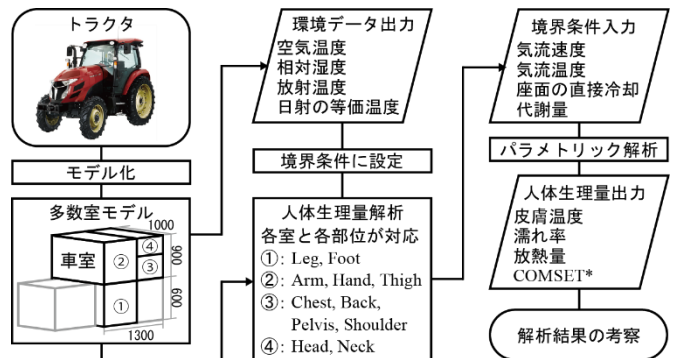 トラクタ
モデル化
多数室モデル
1000
車室
②
④
③
①
900
600
1300
環境データ出力
空気温度
相対湿度
放射温度
日射の等価温度
境界条件に設定
人体生理量解析
各室と各部位が対応
①: Leg, Foot
②: Arm, Hand, Thigh
③: Chest, Back,
Pelvis, Shoulder
④: Head, Neck
境界条件入力
気流速度
気流温度
座面の直接冷却
代謝量
パラメトリック解析
人体生理量出力
皮膚温度
濡れ率
放熱量
COMSET*
解析結果の考察